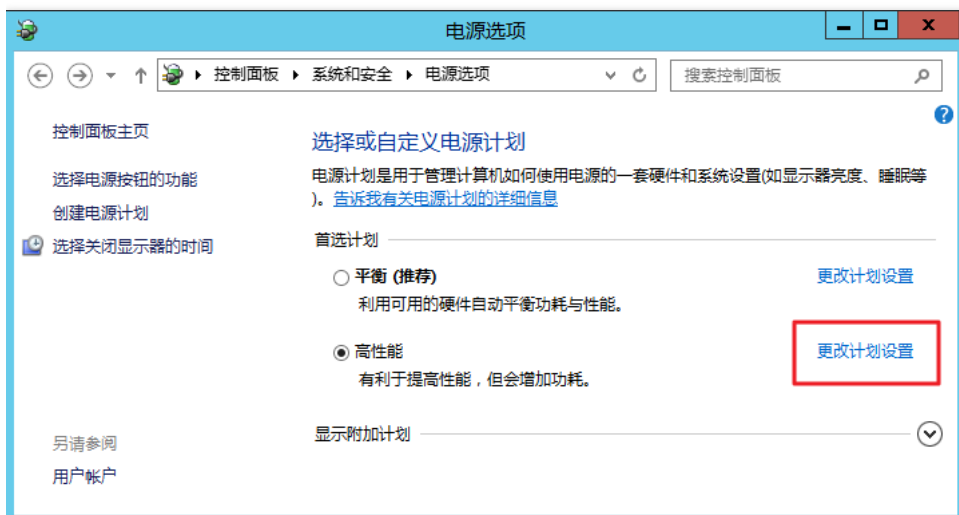 电源选项
控制面板 系统和安全 电源选项
搜索控制面板
控制面板主页
选择电源按钮的功能
创建电源计划
选择关闭显示器的时间
选择或自定义电源计划
电源计划是用于管理计算机如何使用电源的一套硬件和系统设置(如显示器亮度、睡眠等
)。告诉我有关电源计划的详细信息
首选计划
平衡 (推荐) 更改计划设置
利用可用的硬件自动平衡功耗与性能。
高性能 更改计划设置
有利于提高性能，但会增加功耗。
显示附加计划
另请参阅
用户帐户